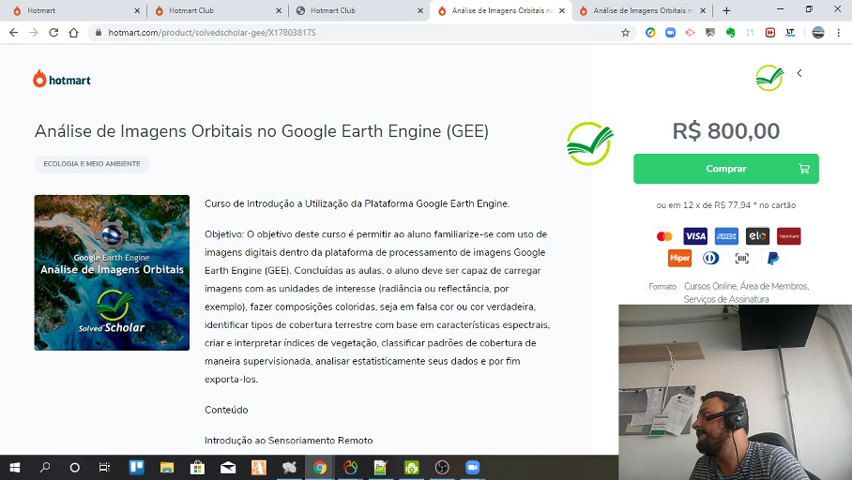 Hotmart
Hotmart Club
Hotmart Club
Análise de Imagens Orbitais n
Análise de Imagens Orbitais n
hotmart.com/product/solvedscholar-gee/X17803817S
hotmart
Análise de Imagens Orbitais no Google Earth Engine (GEE)
ECOLOGIA E MEIO AMBIENTE
Google Earth Engine
Análise de Imagens Orbitais
Solved Scholar
Curso de Introdução a Utilização da Plataforma Google Earth Engine.
Objetivo: O objetivo deste curso é permitir ao aluno familiarize-se com uso de
imagens digitais dentro da plataforma de processamento de imagens Google
Earth Engine (GEE). Concluídas as aulas, o aluno deve ser capaz de carregar
imagens com as unidades de interesse (radiância ou reflectância, por
exemplo), fazer composições coloridas, seja em falsa cor ou cor verdadeira,
identificar tipos de cobertura terrestre com base em características espectrais,
criar e interpretar índices de vegetação, classificar padrões de cobertura de
maneira supervisionada, analisar estatisticamente seus dados e por fim
exporta-los.
Conteúdo
Introdução ao Sensoriamento Remoto
R$ 800,00
Comprar
ou em 12 x de R$ 77,94 * no cartão
VISA
AMEX
elo
Hiper
Formato
Cursos Online, Área de Membros,
Serviços de Assinatura